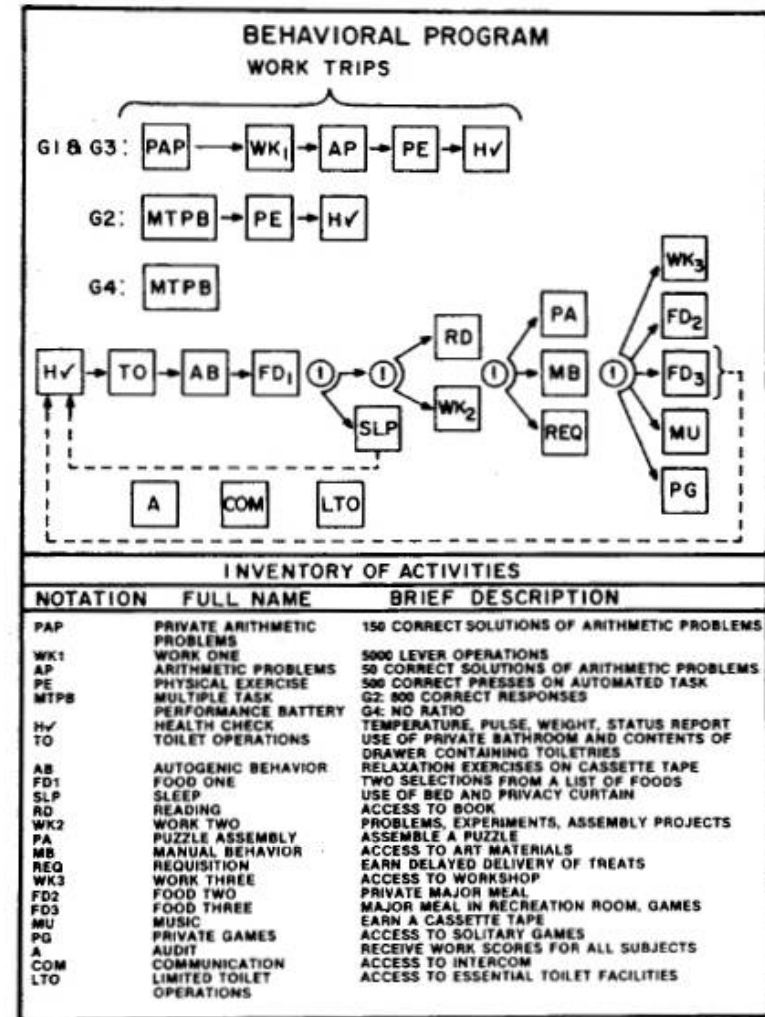 BEHAVIORAL PROGRAM
WORK TRIPS
G1 & G3: PAP WK1 AP PE H✓
G2: MTPB PE H✓
G4: MTPB
WK3
PA FD2
RD
H✓ TO AB FD1 1 1 1 MB 1 FD3
SLP WK2 REQ MU
PG
A COM LTO
INVENTORY OF ACTIVITIES
NOTATION FULL NAME BRIEF DESCRIPTION
PAP PRIVATE ARITHMETIC 150 CORRECT SOLUTIONS OF ARITHMETIC PROBLEMS
PROBLEMS
WK1 WORK ONE 5000 LEVER OPERATIONS
AP ARITHMETIC PROBLEMS 50 CORRECT SOLUTIONS OF ARITHMETIC PROBLEMS
PE PHYSICAL EXERCISE 500 CORRECT PRESSES ON AUTOMATED TASK
MTPB MULTIPLE TASK G2: 800 CORRECT RESPONSES
PERFORMANCE BATTERY G4: NO RATIO
H✓ HEALTH CHECK TEMPERATURE, PULSE, WEIGHT, STATUS REPORT
TO TOILET OPERATIONS USE OF PRIVATE BATHROOM AND CONTENTS OF
DRAWER CONTAINING TOILETRIES
AB AUTOGENIC BEHAVIOR RELAXATION EXERCISES ON CASSETTE TAPE
FD1 FOOD ONE TWO SELECTIONS FROM A LIST OF FOODS
SLP SLEEP USE OF BED AND PRIVACY CURTAIN
RD READING ACCESS TO BOOK
WK2 WORK TWO PROBLEMS, EXPERIMENTS, ASSEMBLY PROJECTS
PA PUZZLE ASSEMBLY ASSEMBLE A PUZZLE
MB MANUAL BEHAVIOR ACCESS TO ART MATERIALS
REQ REQUISITION EARN DELAYED DELIVERY OF TREATS
WK3 WORK THREE ACCESS TO WORKSHOP
FD2 FOOD TWO PRIVATE MAJOR MEAL
FD3 FOOD THREE MAJOR MEAL IN RECREATION ROOM, GAMES
MU MUSIC EARN A CASSETTE TAPE
PG PRIVATE GAMES ACCESS TO SOLITARY GAMES
A AUDIT RECEIVE WORK SCORES FOR ALL SUBJECTS
COM COMMUNICATION ACCESS TO INTERCOM
LTO LIMITED TOILET ACCESS TO ESSENTIAL TOILET FACILITIES
OPERATIONS